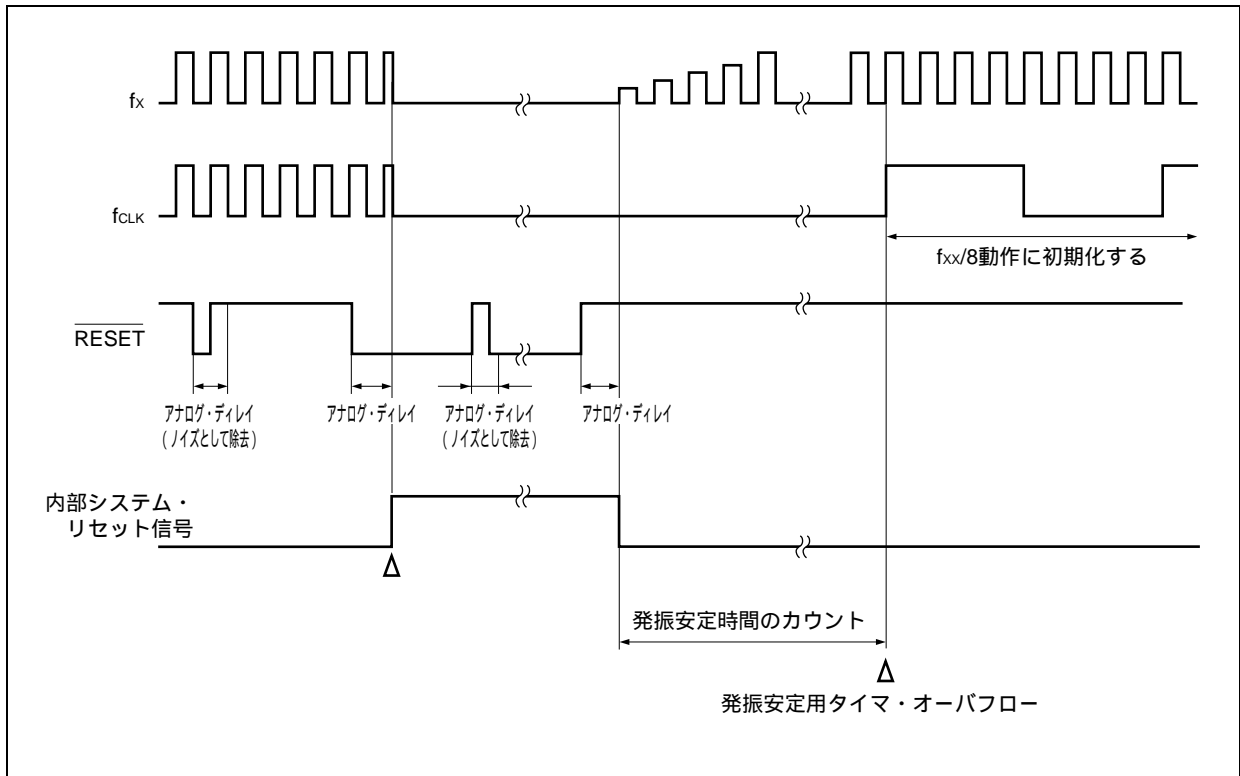 fX
fCLK
fXX/8動作に初期化する
RESET
アナログ・ディレイ
(ノイズとして除去)
アナログ・ディレイ
アナログ・ディレイ
(ノイズとして除去)
アナログ・ディレイ
内部システム・
リセット信号
発振安定時間のカウント
発振安定用タイマ・オーバフロー